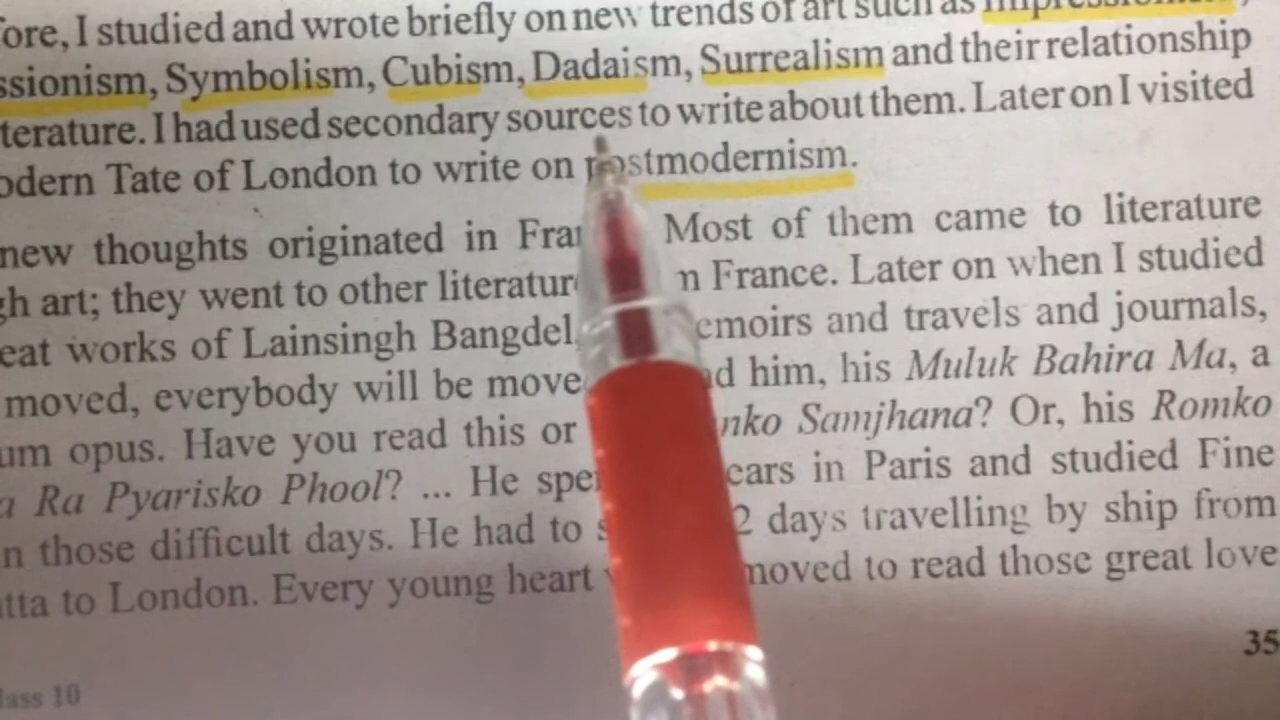 fore, I studied and wrote briefly on new trends of art such as
ssionism, Symbolism, Cubism, Dadaism, Surrealism and their relationship
terature. I had used secondary sources to write about them. Later on I visited
odern Tate of London to write on postmodernism.
new thoughts originated in Fra Most of them came to literature
gh art; they went to other literatur m France. Later on when I studied
eat works of Lainsingh Bangdel, emoirs and travels and journals,
moved, everybody will be move d him, his Muluk Bahira Ma, a
um opus. Have you read this or nko Samjhana? Or, his Romko
a Ra Pyarisko Phool? ... He spe ears in Paris and studied Fine
n those difficult days. He had to s 2 days travelling by ship from
tta to London. Every young heart moved to read those great love
35
lass 10